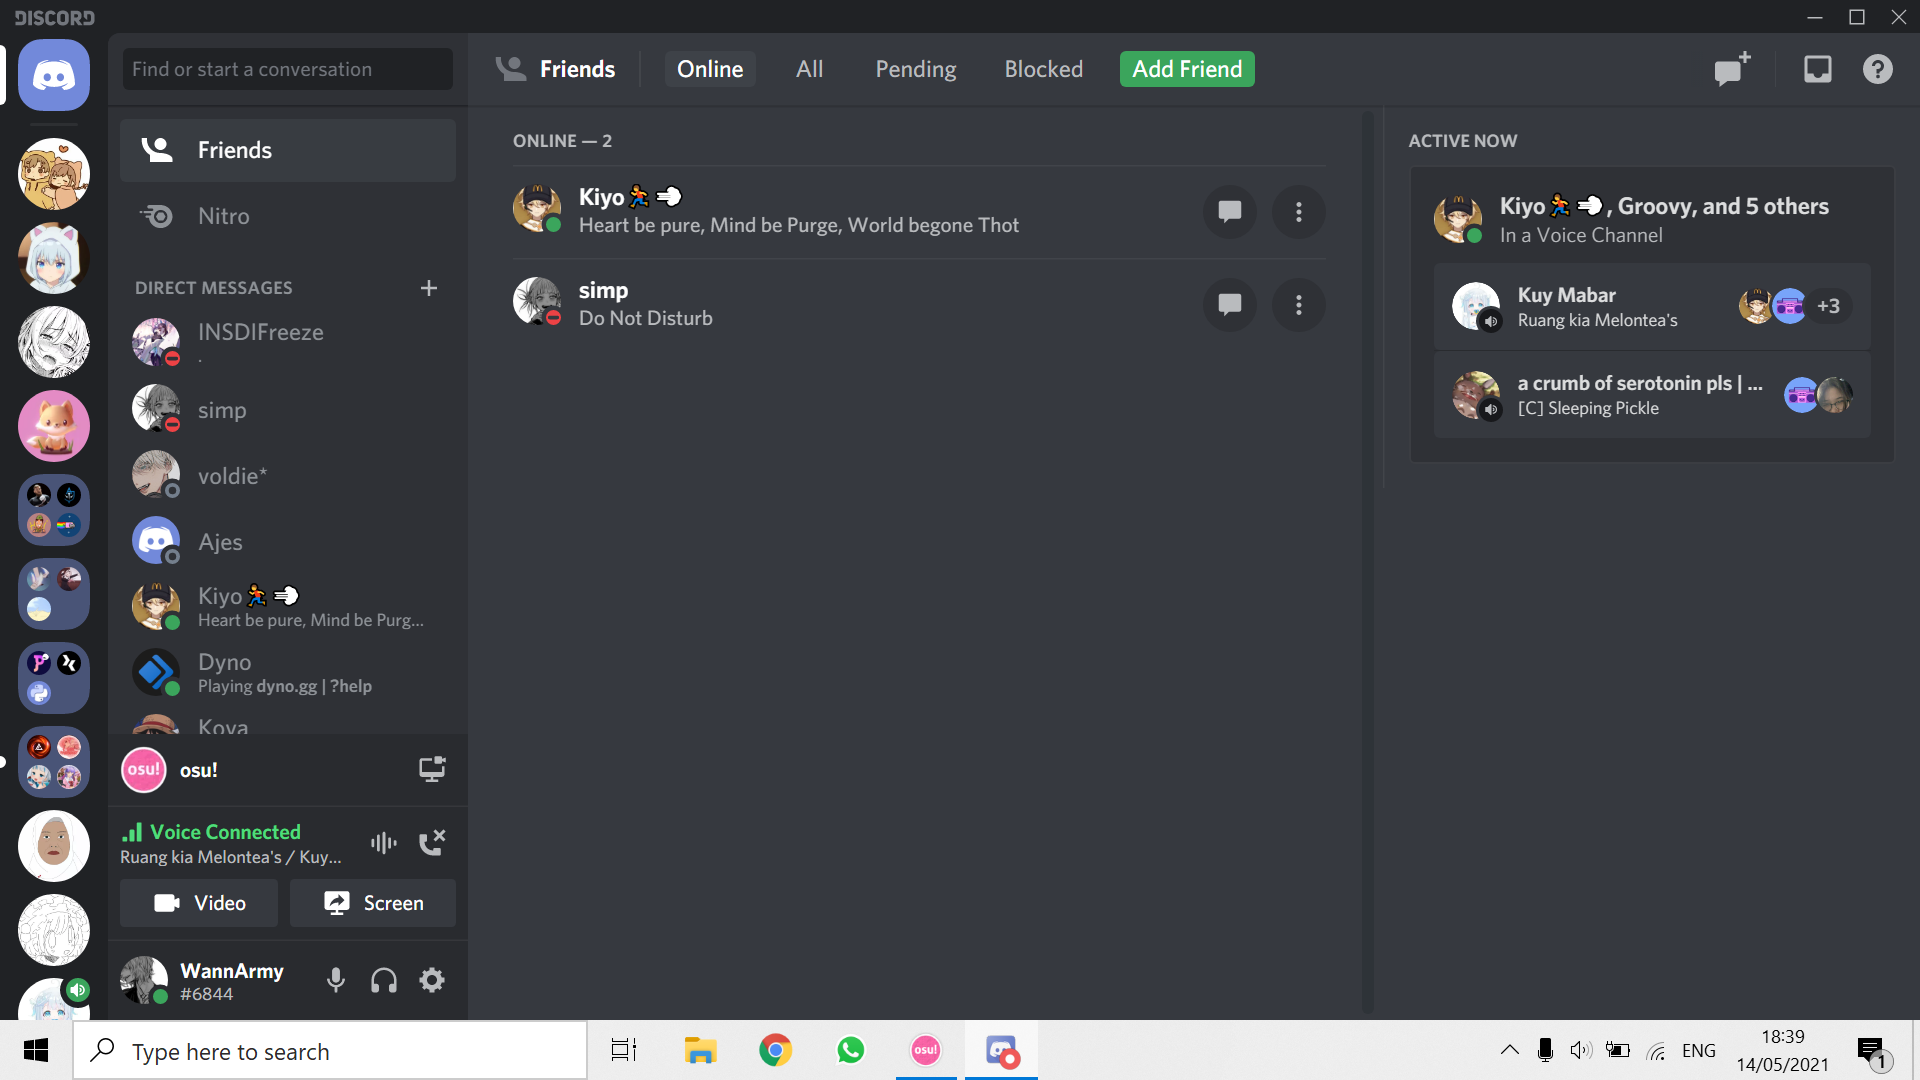 DISCORD
Find or start a conversation
Friends
Online
All
Pending
Blocked
Add Friend
Friends
Nitro
DIRECT MESSAGES
INSDIFreeze
.
simp
voldie*
Ajes
Kiyo🏃💨
Heart be pure, Mind be Purg...
Dyno
Playing dyno.gg | ?help
Koya
osu!
osu!
Voice Connected
Ruang kia Melontea's / Kuy...
Video
Screen
WannArmy
#6844
ONLINE — 2
Kiyo🏃💨
Heart be pure, Mind be Purge, World begone Thot
simp
Do Not Disturb
ACTIVE NOW
Kiyo🏃💨, Groovy, and 5 others
In a Voice Channel
Kuy Mabar
Ruang kia Melontea's
+3
a crumb of serotonin pls | ...
[C] Sleeping Pickle
Type here to search
osu!
ENG
18:39
14/05/2021
1